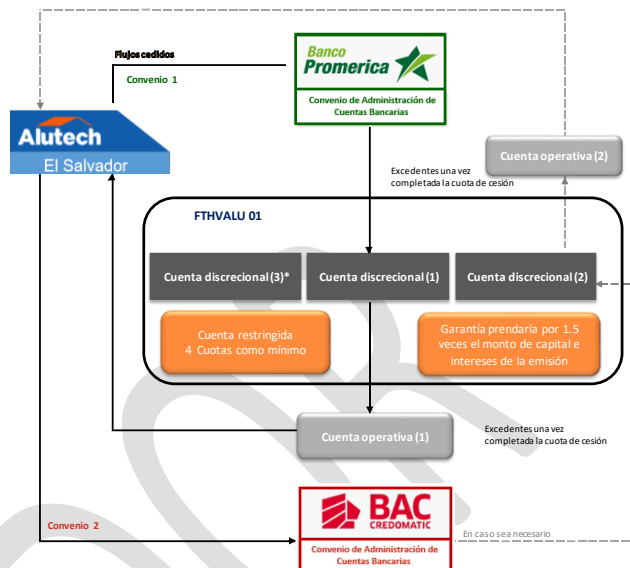 Flujos cedidos
Convenio 1
Banco
Promerica
Convenio de Administración de
Cuentas Bancarias
Alutech
El Salvador
Cuenta operativa (2)
Excedentes una vez
completada la cuota de cesión
FTHVALU 01
Cuenta discrecional (3)*
Cuenta discrecional (1)
Cuenta discrecional (2)
Cuenta restringida
4 Cuotas como mínimo
Garantía prendaría por 1.5
veces el monto de capital e
intereses de la emisión
Cuenta operativa (1)
Excedentes una vez
completada la cuota de cesión
Convenio 2
BAC
CREDOMATIC
Convenio de Administración de
Cuentas Bancarias
En caso sea necesario